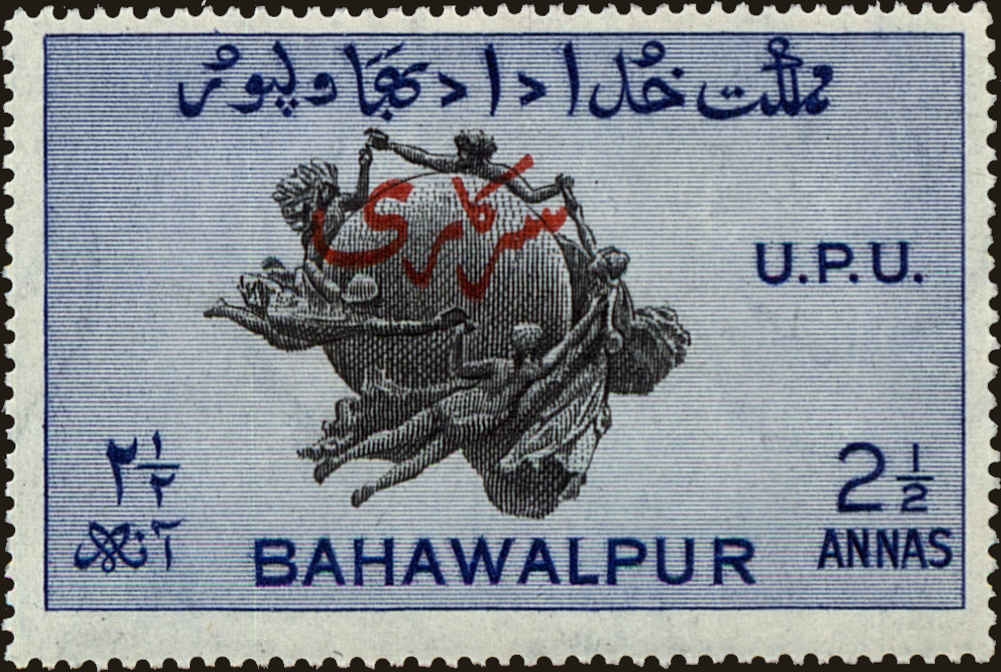 مملکت خداداد بہاولپور
سرکاری
U.P.U.
۲ ۱/۲
آنہ
2 1/2
ANNAS
BAHAWALPUR